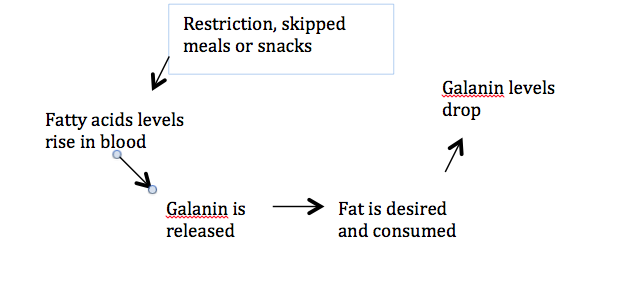 Restriction, skipped
meals or snacks
Fatty acids levels
rise in blood
Galanin is
released
Fat is desired
and consumed
Galanin levels
drop